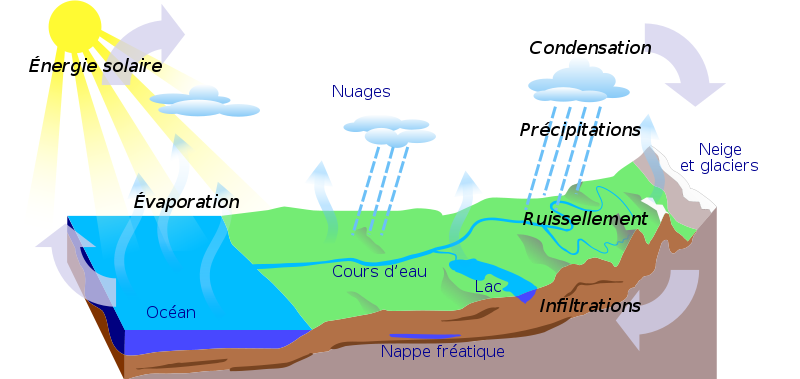 Condensation
Énergie solaire
Nuages
Précipitations
Neige
et glaciers
Évaporation
Ruissellement
Cours d'eau
Lac
Océan
Infiltrations
Nappe fréatique